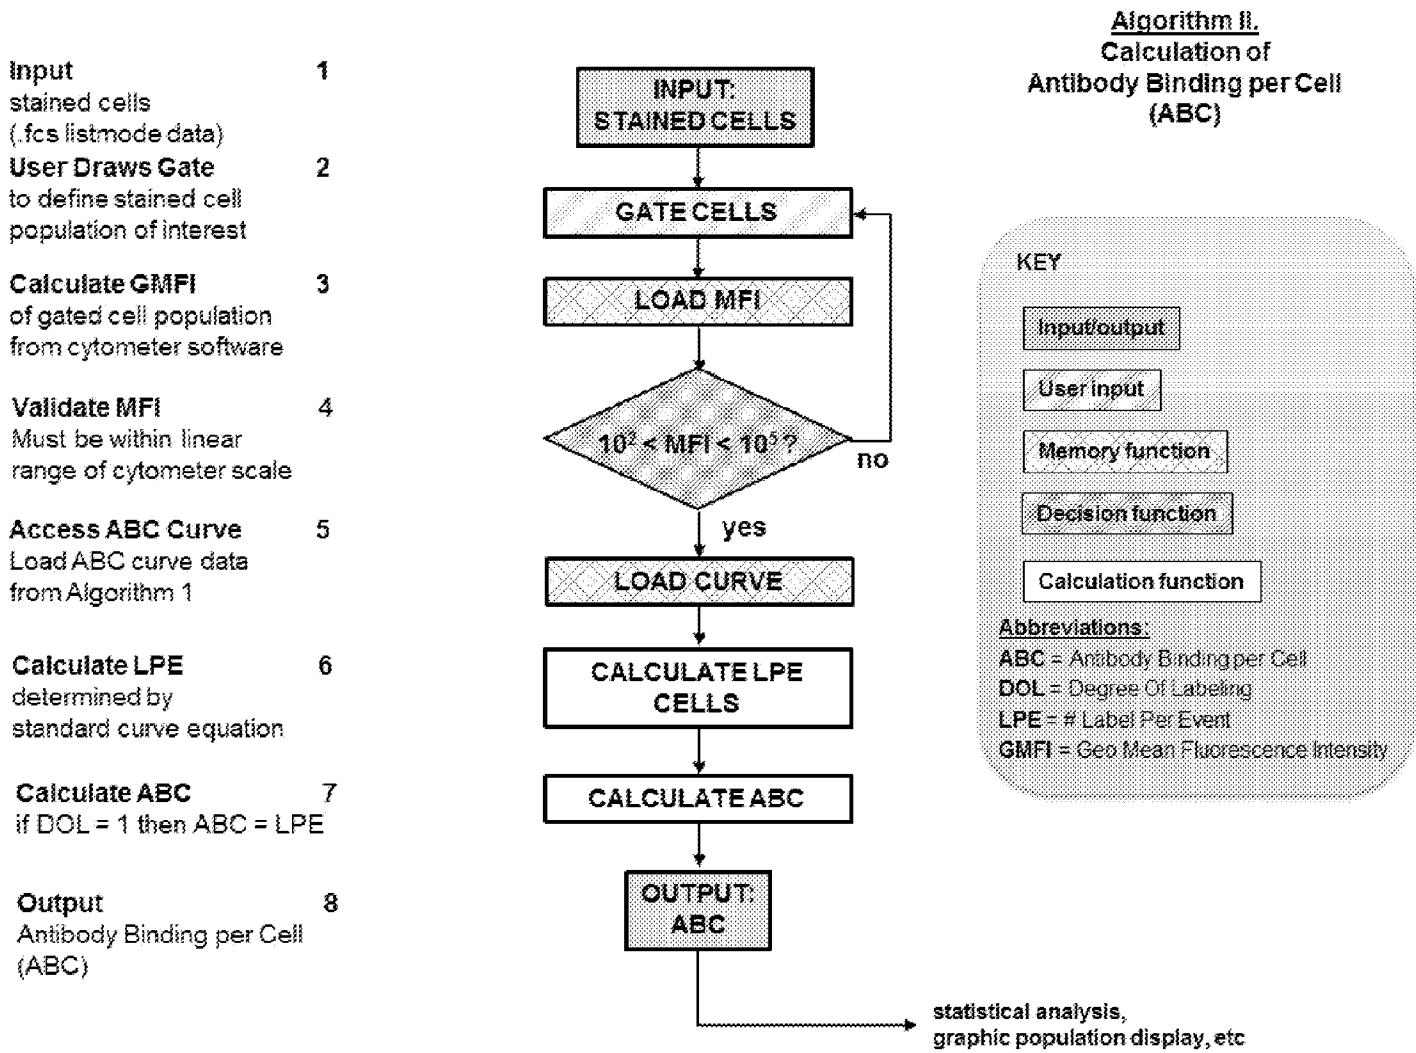 Algorithm II.
Calculation of
Antibody Binding per Cell
(ABC)
Input 1
stained cells
(.fcs listmode data)
User Draws Gate 2
to define stained cell
population of interest
Calculate GMFI 3
of gated cell population
from cytometer software
Validate MFI 4
Must be within linear
range of cytometer scale
Access ABC Curve 5
Load ABC curve data
from Algorithm 1
Calculate LPE 6
determined by
standard curve equation
Calculate ABC 7
if DOL = 1 then ABC = LPE
Output 8
Antibody Binding per Cell
(ABC)
INPUT:
STAINED CELLS
GATE CELLS
LOAD MFI
10² < MFI < 10⁵ ?
no
yes
LOAD CURVE
CALCULATE LPE
CELLS
CALCULATE ABC
OUTPUT:
ABC
statistical analysis,
graphic population display, etc
KEY
Input/output
User input
Memory function
Decision function
Calculation function
Abbreviations:
ABC = Antibody Binding per Cell
DOL = Degree Of Labeling
LPE = # Label Per Event
GMFI = Geo Mean Fluorescence Intensity